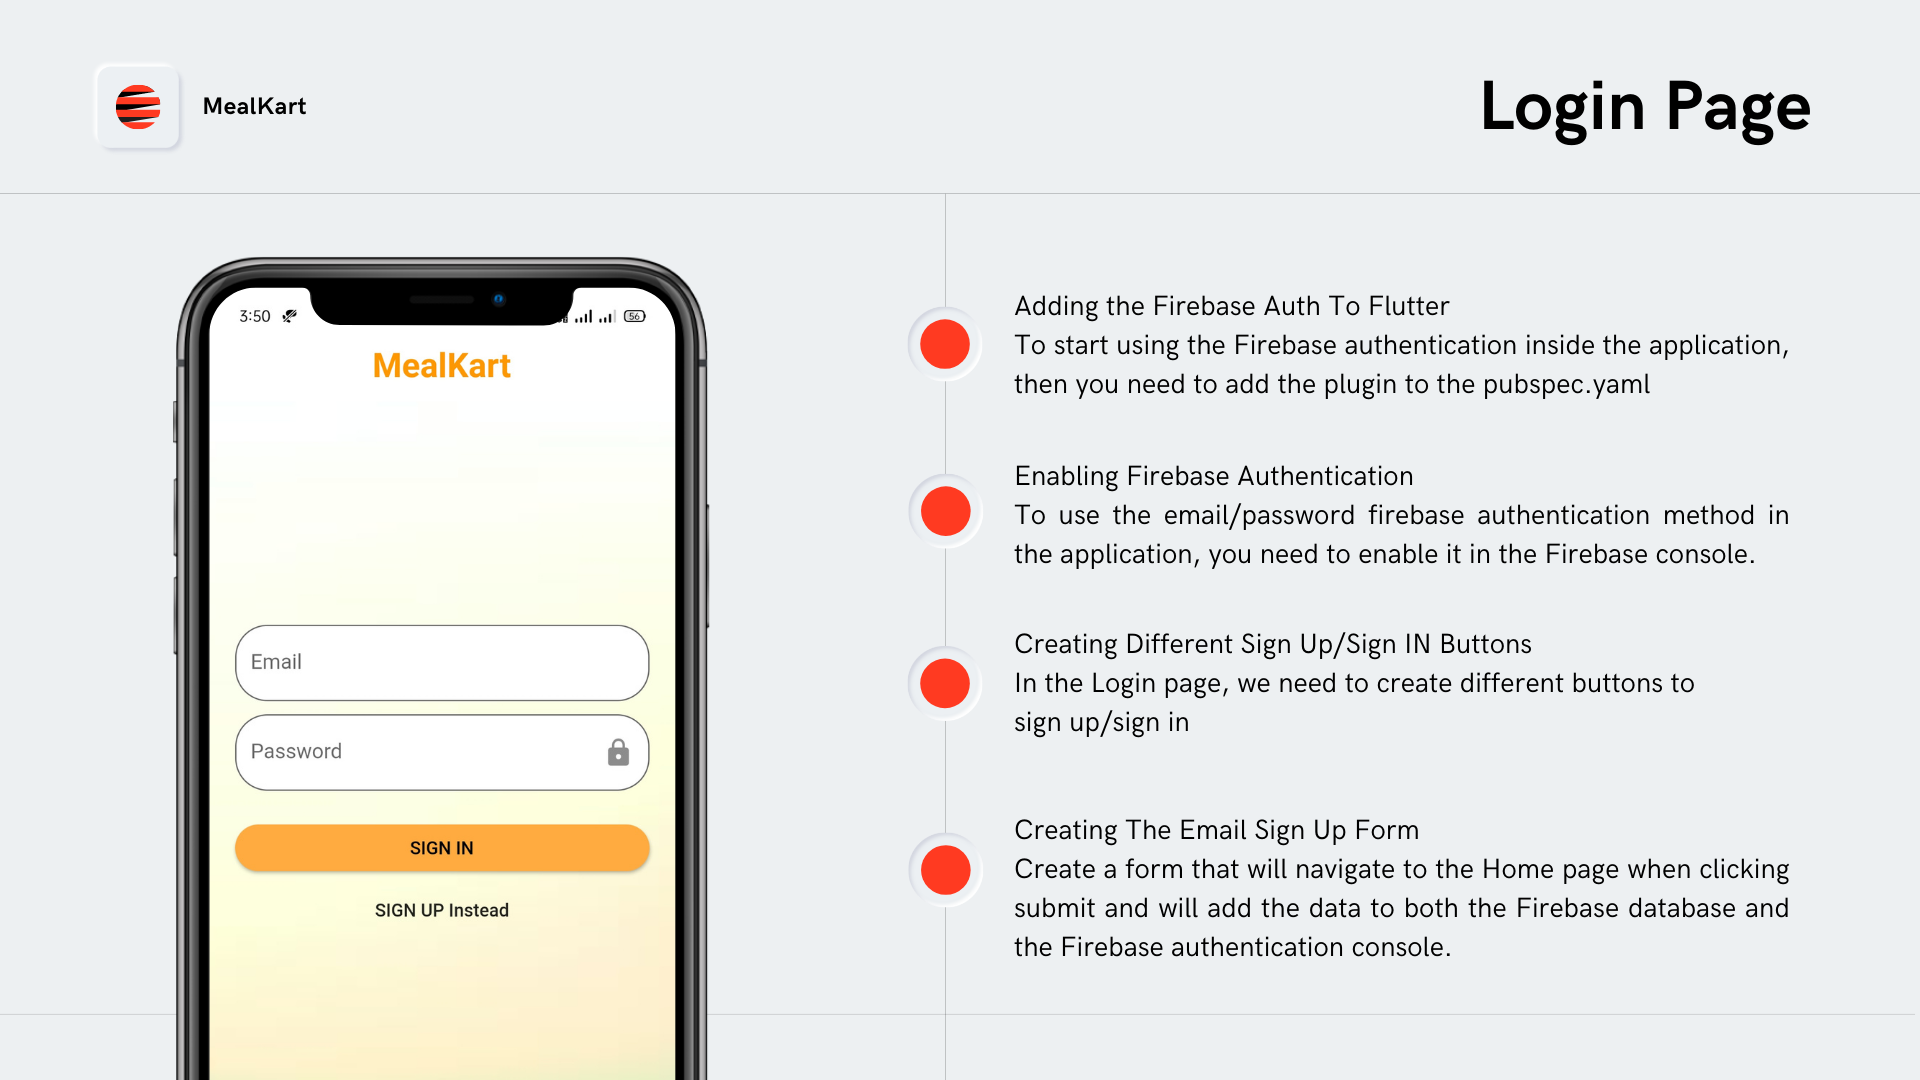 MealKart
Login Page
3:50
56
MealKart
Email
Password
SIGN IN
SIGN UP Instead
Adding the Firebase Auth To Flutter
To start using the Firebase authentication inside the application,
then you need to add the plugin to the pubspec.yaml
Enabling Firebase Authentication
To use the email/password firebase authentication method in
the application, you need to enable it in the Firebase console.
Creating Different Sign Up/Sign IN Buttons
In the Login page, we need to create different buttons to
sign up/sign in
Creating The Email Sign Up Form
Create a form that will navigate to the Home page when clicking
submit and will add the data to both the Firebase database and
the Firebase authentication console.